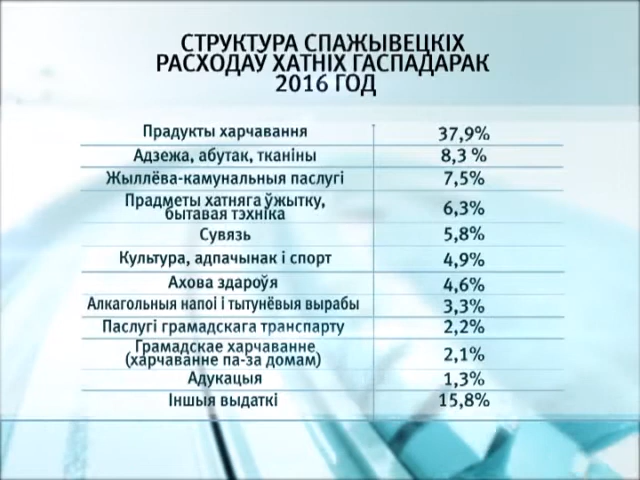 СТРУКТУРА СПАЖЫВЕЦКІХ
РАСХОДАЎ ХАТНІХ ГАСПАДАРАК
2016 ГОД
Прадукты харчавання 37,9%
Адзежа, абутак, тканіны 8,3 %
Жыллёва-камунальныя паслугі 7,5%
Прадметы хатняга ўжытку,
бытавая тэхніка 6,3%
Сувязь 5,8%
Культура, адпачынак і спорт 4,9%
Ахова здароўя 4,6%
Алкагольныя напоі і тытунёвыя вырабы 3,3%
Паслугі грамадскага транспарту 2,2%
Грамадскае харчаванне
(харчаванне па-за домам) 2,1%
Адукацыя 1,3%
Іншыя выдаткі 15,8%